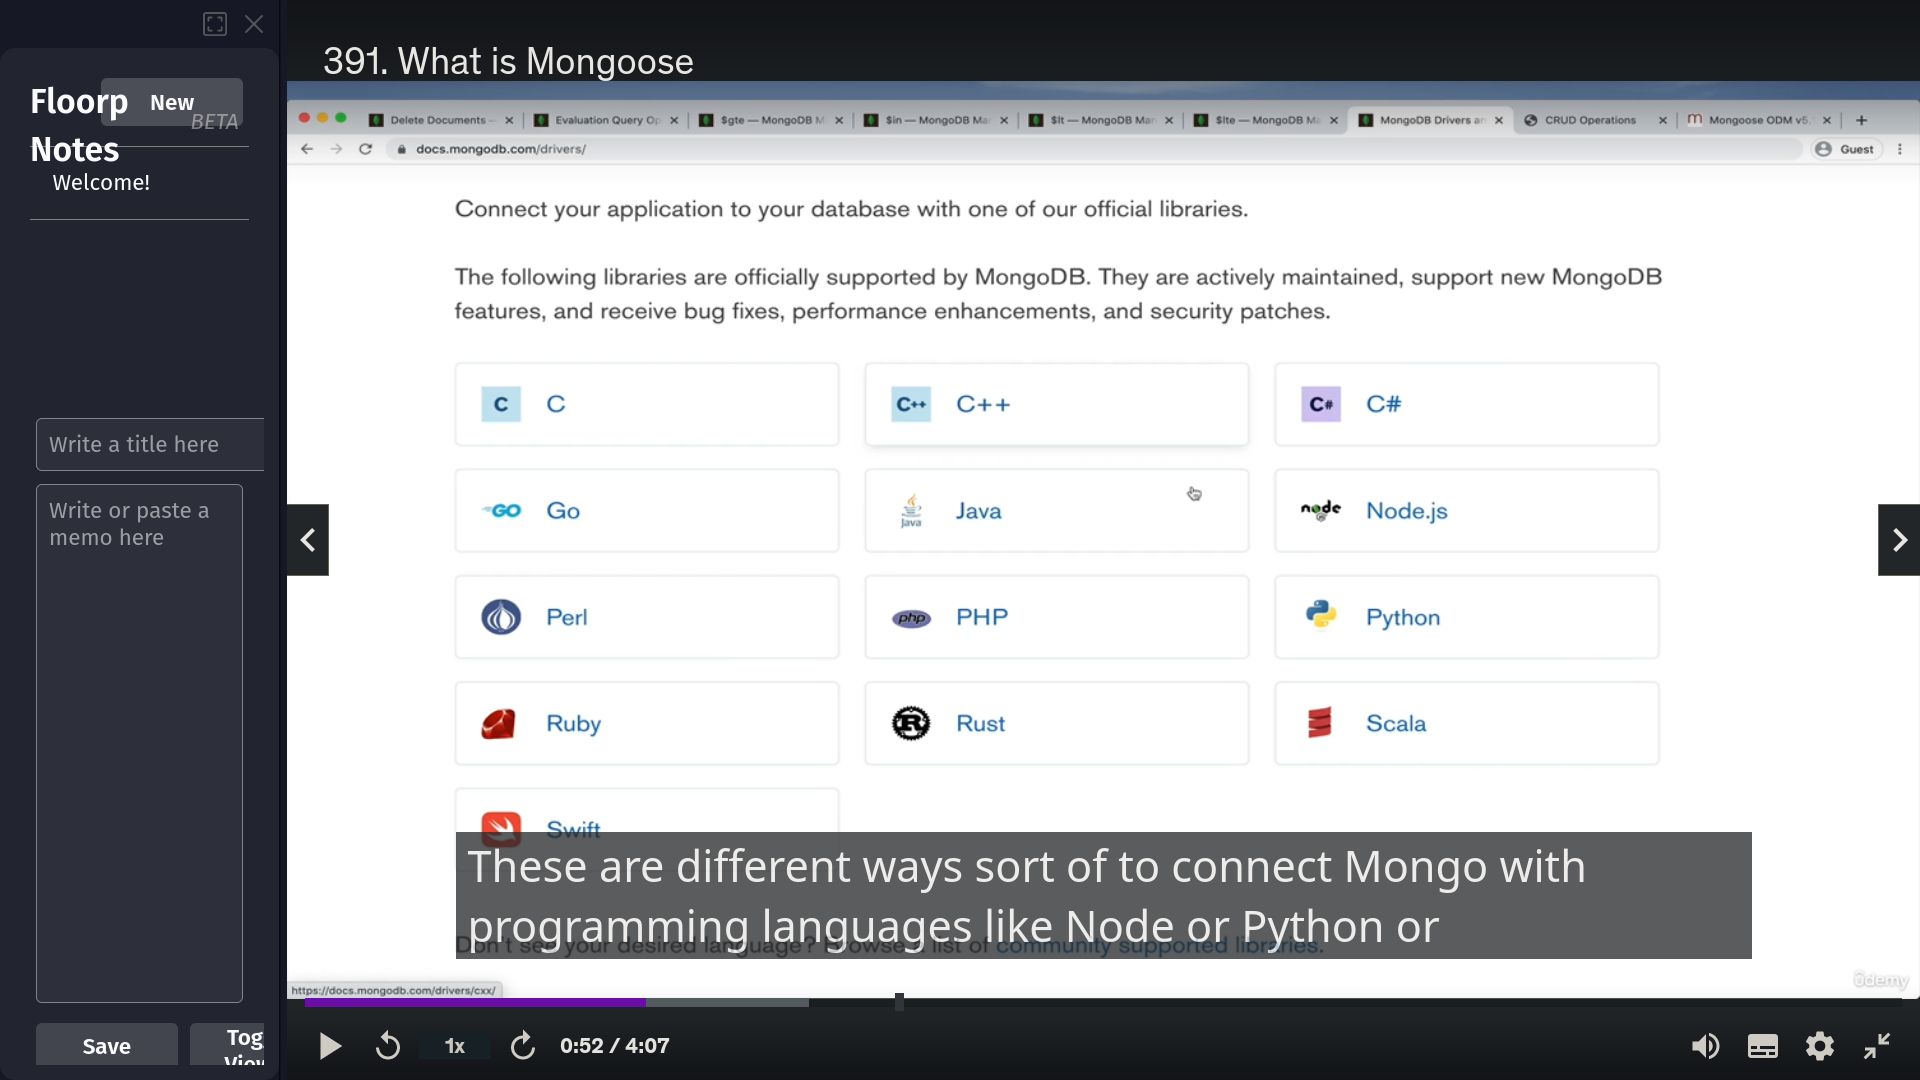 391. What is Mongoose
Floorp
Notes
New
BETA
Welcome!
Write a title here
Write or paste a
memo here
Save
Delete Documents
Evaluation Query Op
$gte — MongoDB M
$in — MongoDB Mar
$lt — MongoDB Man
$lte — MongoDB Ma
MongoDB Drivers an
CRUD Operations
Mongoose ODM v5.
docs.mongodb.com/drivers/
Guest
Connect your application to your database with one of our official libraries.
The following libraries are officially supported by MongoDB. They are actively maintained, support new MongoDB
features, and receive bug fixes, performance enhancements, and security patches.
C C
C++ C++
C# C#
GO Go
Java Java
node JS Node.js
Perl
php PHP
Python
Ruby
R Rust
Scala
Swift
These are different ways sort of to connect Mongo with
programming languages like Node or Python or
Don't see your desired language? Browse a list of community supported libraries.
https://docs.mongodb.com/drivers/cxx/
1x
0:52 / 4:07
udemy